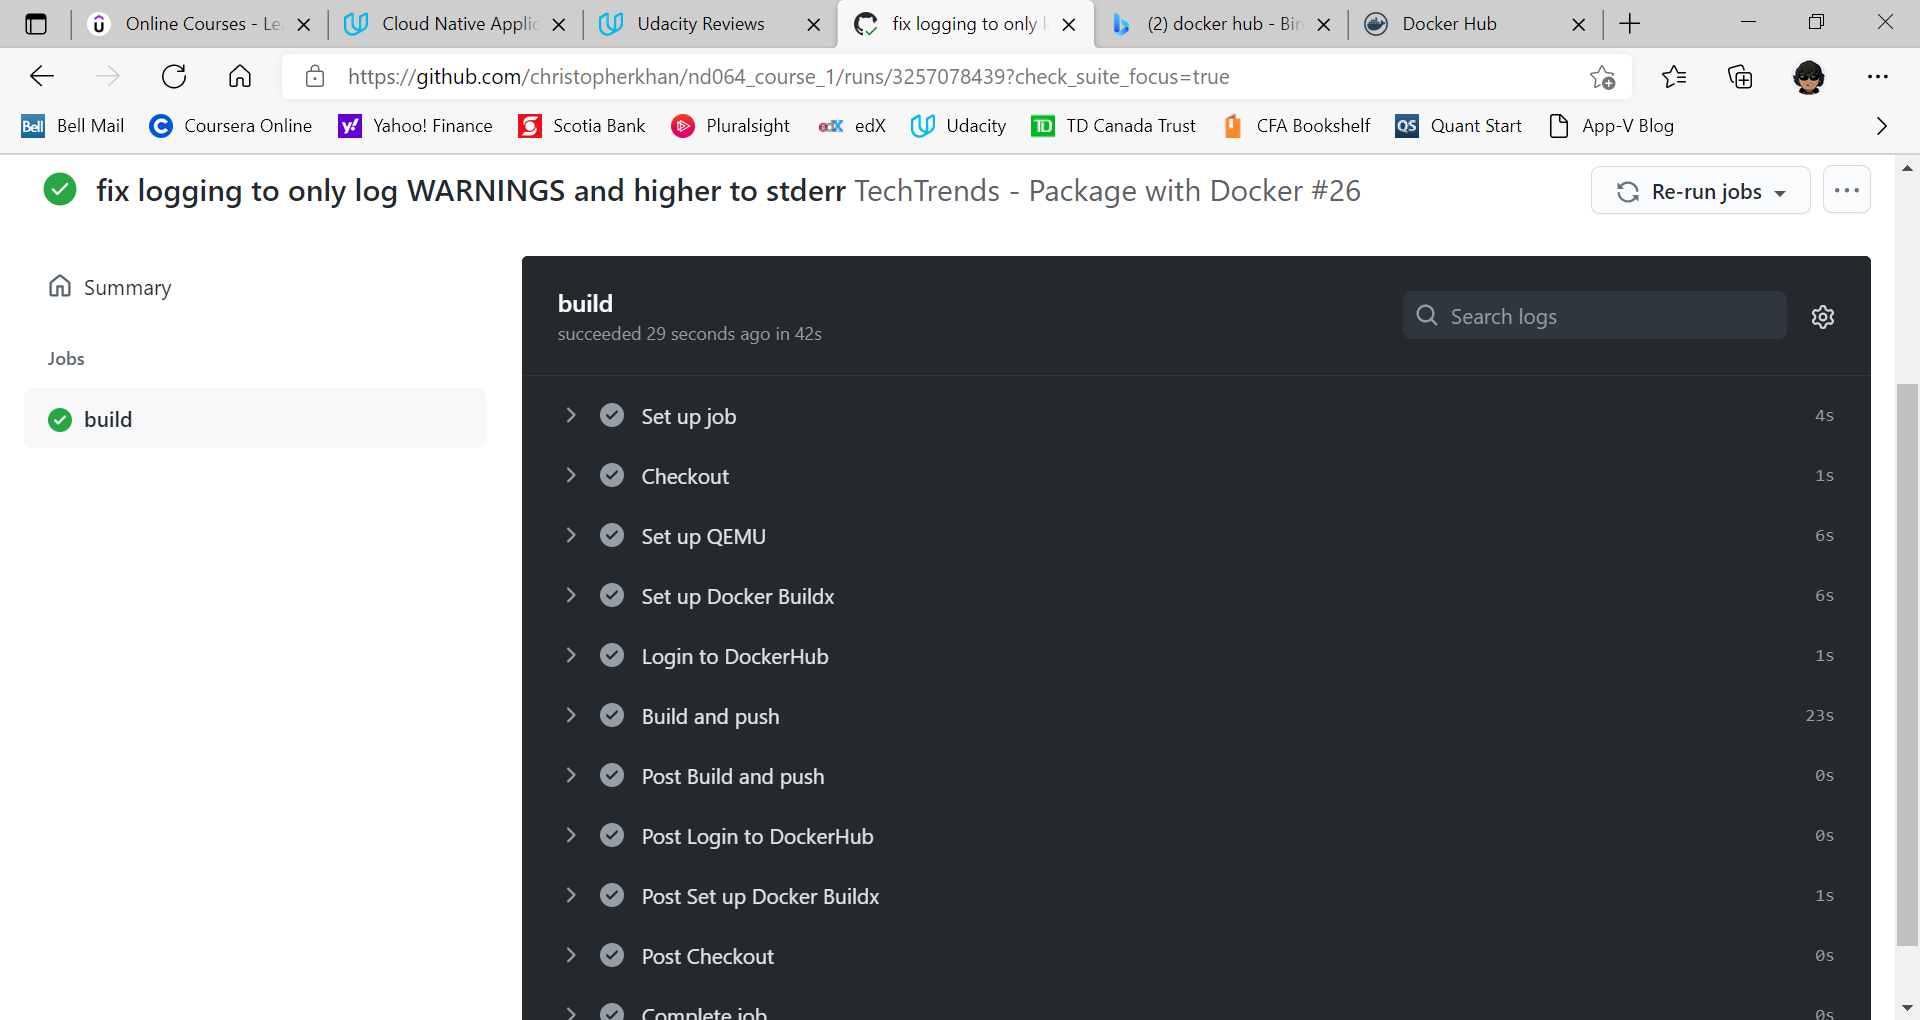 Online Courses - Le
Cloud Native Applic
Udacity Reviews
fix logging to only l
(2) docker hub - Bin
Docker Hub
https://github.com/christopherkhan/nd064_course_1/runs/3257078439?check_suite_focus=true
Bell Bell Mail
C Coursera Online
y! Yahoo! Finance
Scotia Bank
Pluralsight
edX edX
Udacity
TD TD Canada Trust
CFA Bookshelf
QS Quant Start
App-V Blog
fix logging to only log WARNINGS and higher to stderr TechTrends - Package with Docker #26
Re-run jobs
Summary
Jobs
build
build
succeeded 29 seconds ago in 42s
Search logs
Set up job 4s
Checkout 1s
Set up QEMU 6s
Set up Docker Buildx 6s
Login to DockerHub 1s
Build and push 23s
Post Build and push 0s
Post Login to DockerHub 0s
Post Set up Docker Buildx 1s
Post Checkout 0s
Complete job 0s